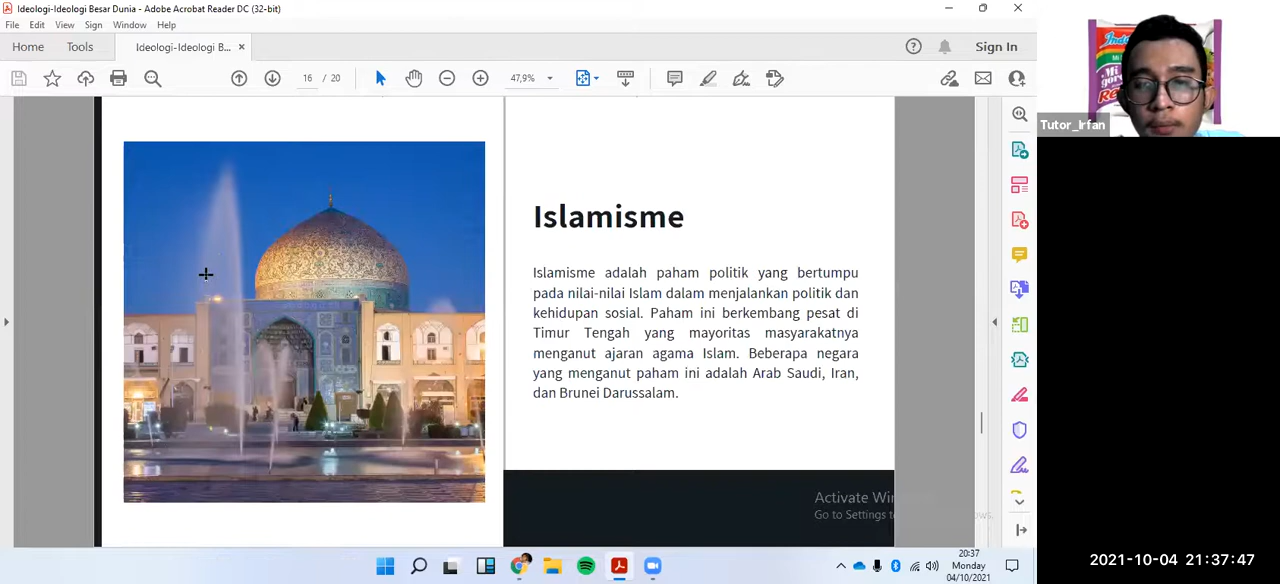 Ideologi-Ideologi Besar Dunia - Adobe Acrobat Reader DC (32-bit)
File Edit View Sign Window Help
Home Tools Ideologi-Ideologi B... Sign In
16 / 20 47,9%
Tutor_Irfan
Islamisme
Islamisme adalah paham politik yang bertumpu
pada nilai-nilai Islam dalam menjalankan politik dan
kehidupan sosial. Paham ini berkembang pesat di
Timur Tengah yang mayoritas masyarakatnya
menganut ajaran agama Islam. Beberapa negara
yang menganut paham ini adalah Arab Saudi, Iran,
dan Brunei Darussalam.
Activate Wi
Go to Settings
20:37
Monday
04/10/2021
2021-10-04 21:37:47